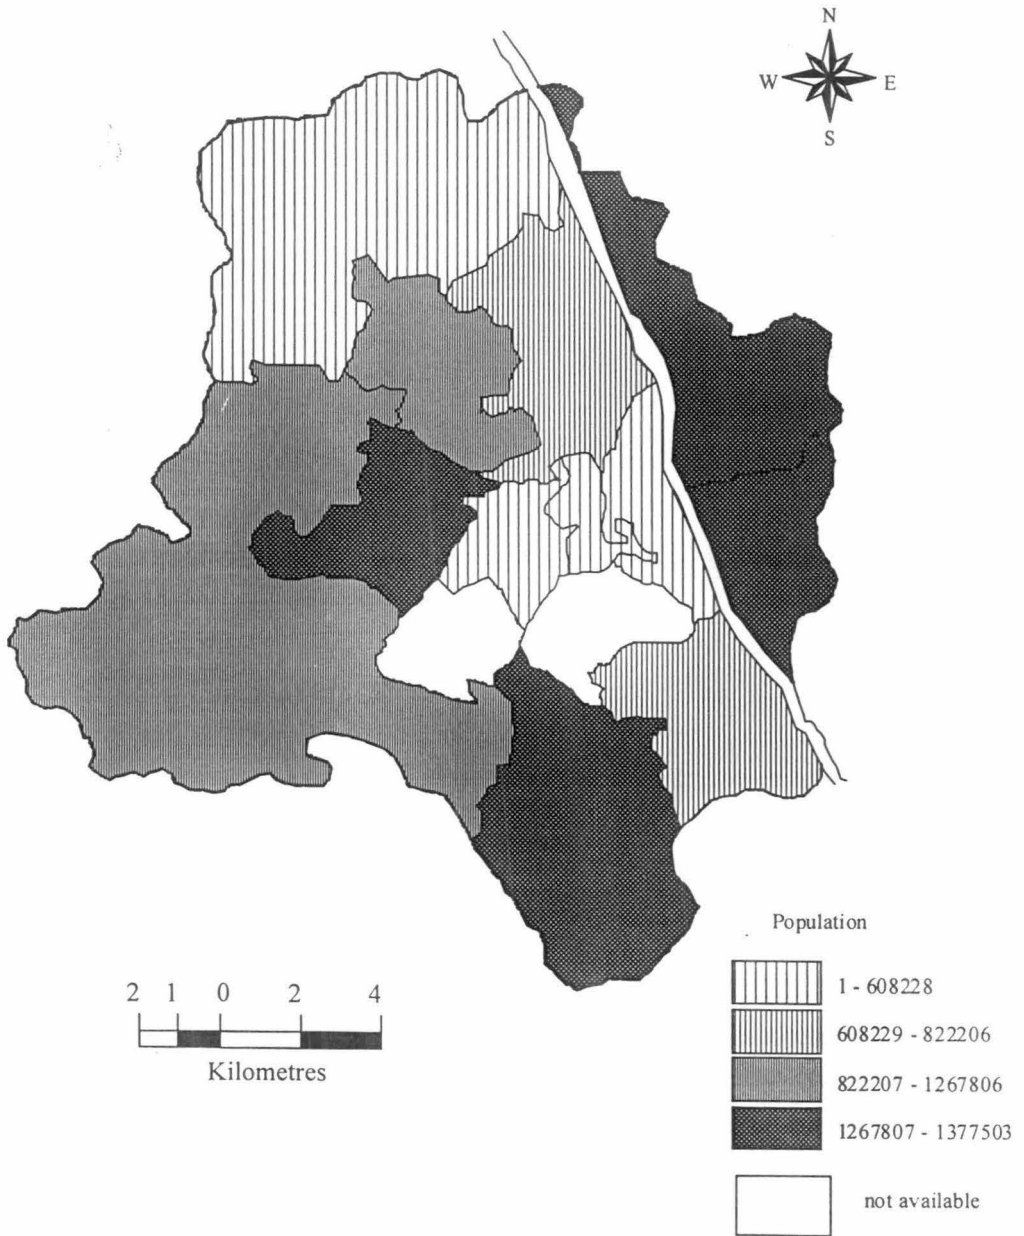 N
W E
S
Population
1 - 608228
608229 - 822206
822207 - 1267806
1267807 - 1377503
not available
2 1 0 2 4
Kilometres